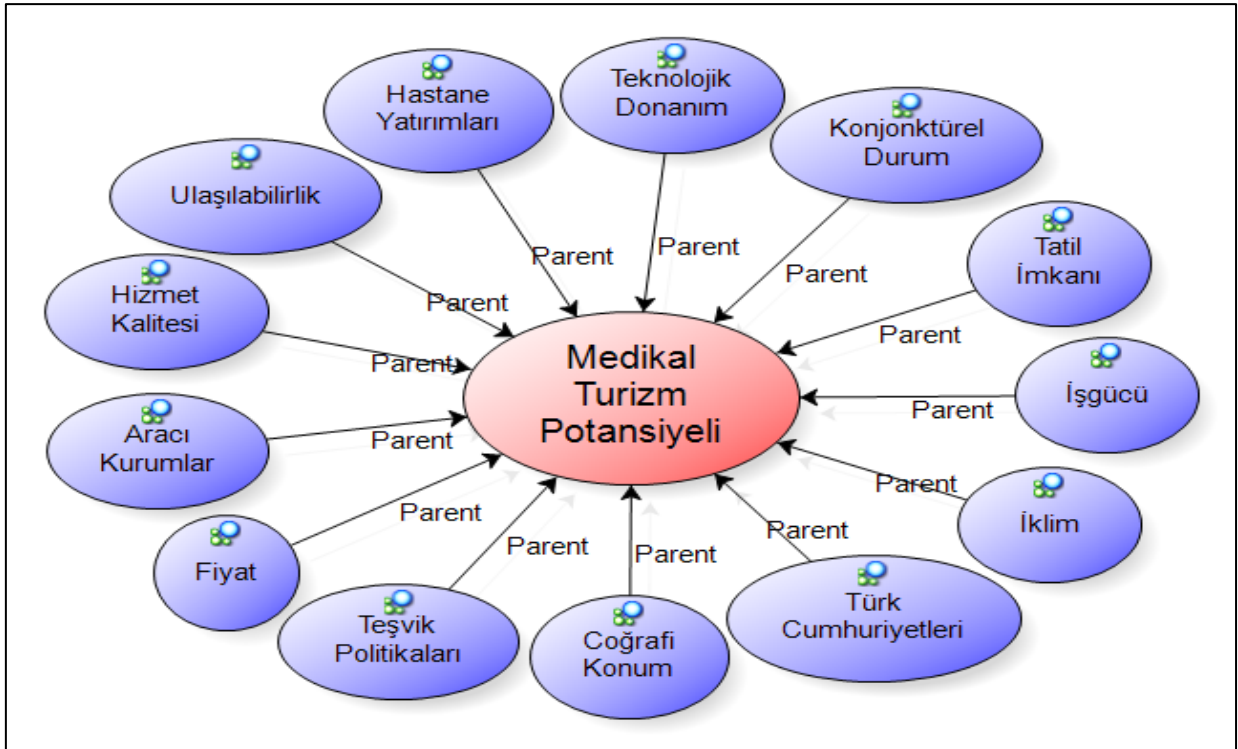 Teknolojik
Donanım
Hastane
Yatırımları
Konjonktürel
Durum
Ulaşılabilirlik
Tatil
İmkanı
Parent
Parent
Parent
Parent
Parent
Hizmet
Kalitesi
Parent
Medikal
Turizm
Potansiyeli
İşgücü
Parent
Aracı
Kurumlar
Parent
Parent
İklim
Parent
Parent
Parent
Parent
Fiyat
Teşvik
Politikaları
Coğrafi
Konum
Türk
Cumhuriyetleri